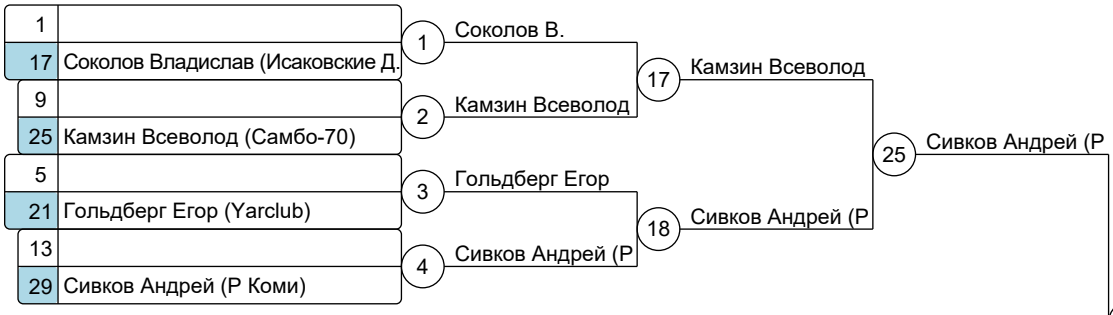 1
Соколов В.
1
17 Соколов Владислав (Исаковские Д.
Камзин Всеволод
17
9
Камзин Всеволод
2
25 Камзин Всеволод (Самбо-70)
Сивков Андрей (Р
25
5
Гольдберг Егор
3
21 Гольдберг Егор (Yarclub)
Сивков Андрей (Р
18
13
Сивков Андрей (Р
4
29 Сивков Андрей (Р Коми)